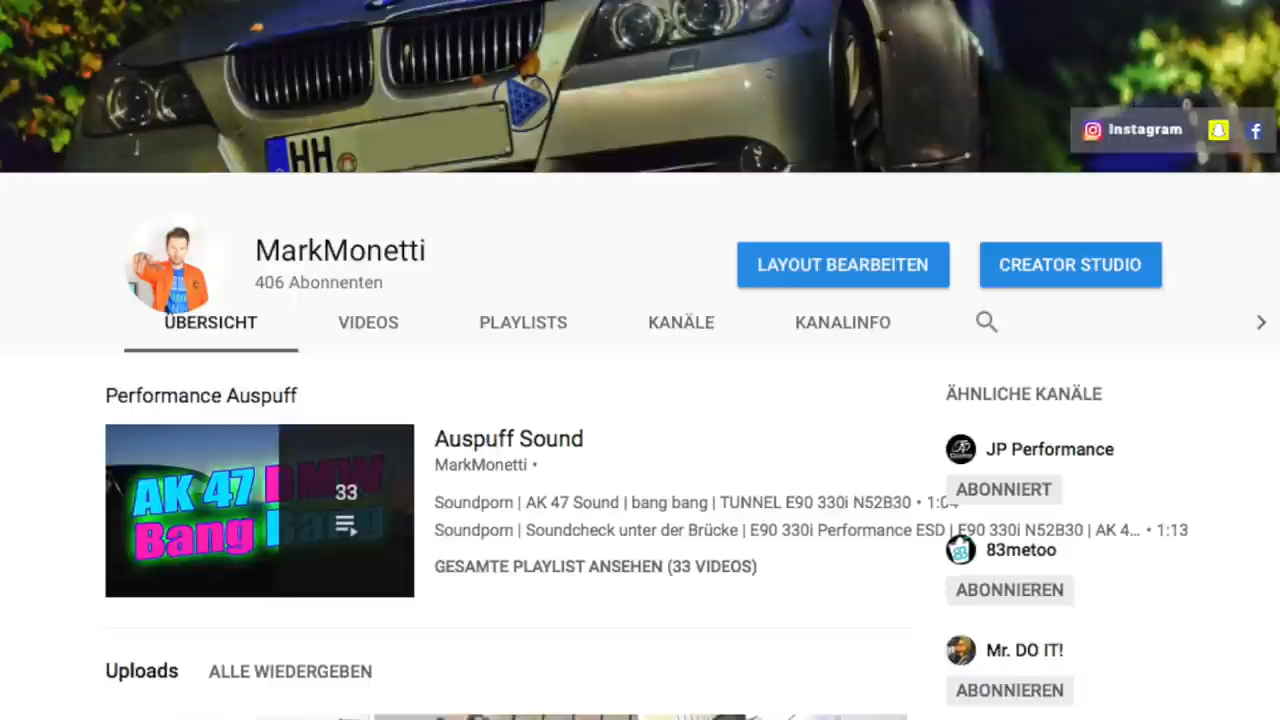 HH
Instagram
MarkMonetti
406 Abonnenten
LAYOUT BEARBEITEN
CREATOR STUDIO
ÜBERSICHT
VIDEOS
PLAYLISTS
KANÄLE
KANALINFO
Performance Auspuff
AK 47 BMW
Bang Bang
33
Auspuff Sound
MarkMonetti •
Soundporn | AK 47 Sound | bang bang | TUNNEL E90 330i N52B30 • 1:04
Soundporn | Soundcheck unter der Brücke | E90 330i Performance ESD | E90 330i N52B30 | AK 4... • 1:13
GESAMTE PLAYLIST ANSEHEN (33 VIDEOS)
ÄHNLICHE KANÄLE
JP Performance
ABONNIERT
83metoo
ABONNIEREN
Mr. DO IT!
ABONNIEREN
Uploads
ALLE WIEDERGEBEN